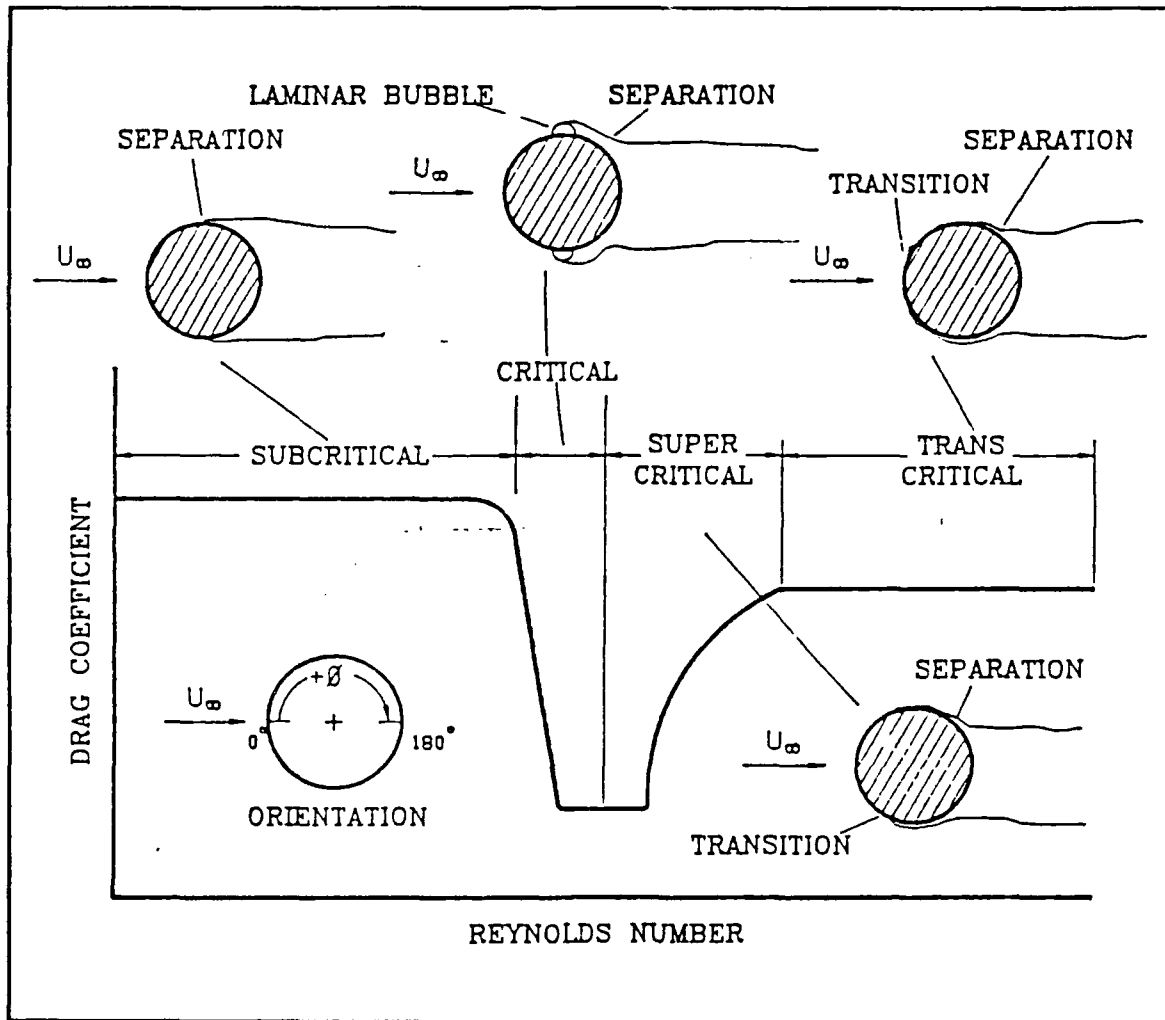 LAMINAR BUBBLE
SEPARATION
SEPARATION
U∞
SEPARATION
TRANSITION
U∞
U∞
CRITICAL
SUBCRITICAL
SUPER
CRITICAL
TRANS
CRITICAL
DRAG COEFFICIENT
+Ø
U∞
0°
180°
ORIENTATION
SEPARATION
U∞
TRANSITION
REYNOLDS NUMBER